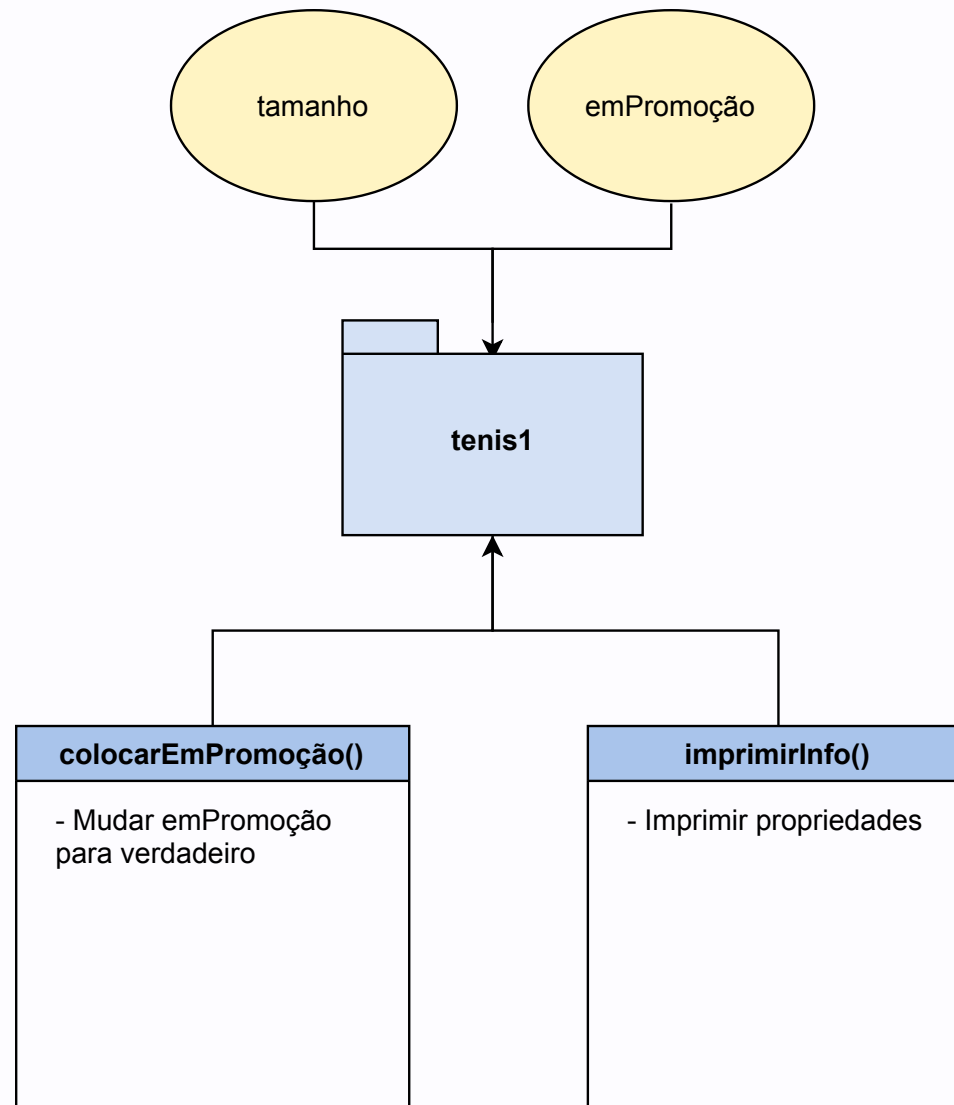 tamanho
emPromoção
tenis1
colocarEmPromoção()
- Mudar emPromoção
para verdadeiro
imprimirInfo()
- Imprimir propriedades